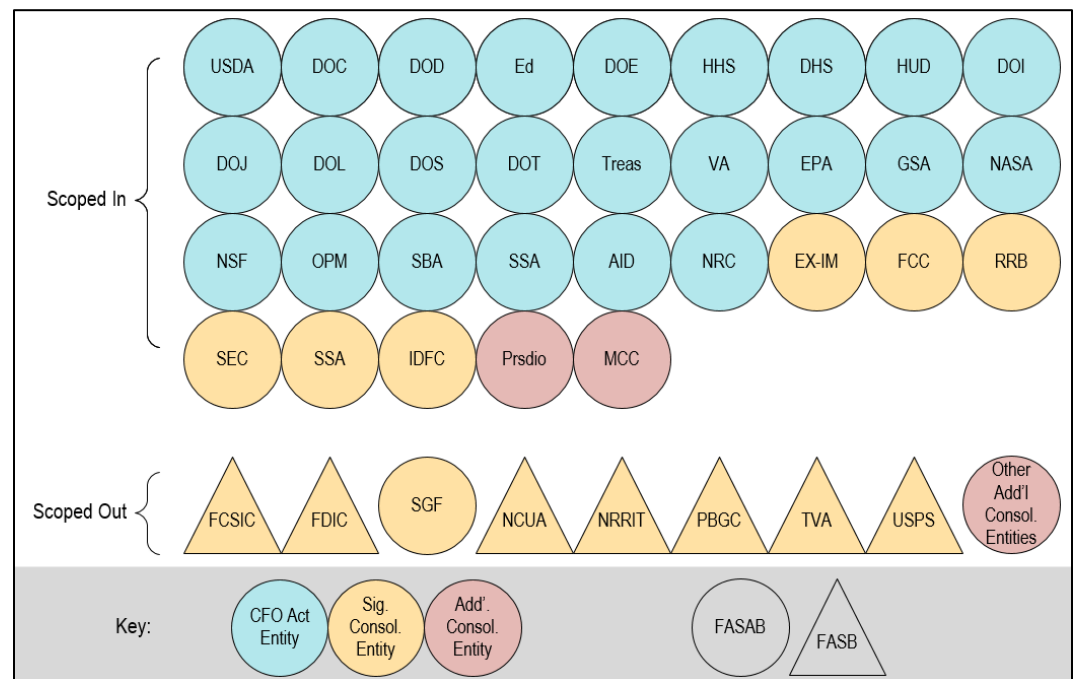 USDA DOC DOD Ed DOE HHS DHS HUD DOI
DOJ DOL DOS DOT Treas VA EPA GSA NASA
Scoped In
NSF OPM SBA SSA AID NRC EX-IM FCC RRB
SEC SSA IDFC Prsdio MCC
Scoped Out
FCSIC FDIC SGF NCUA NRRIT PBGC TVA USPS
Other
Add'l
Consol.
Entities
Key:
CFO Act
Entity
Sig.
Consol.
Entity
Add'.
Consol.
Entity
FASAB
FASB